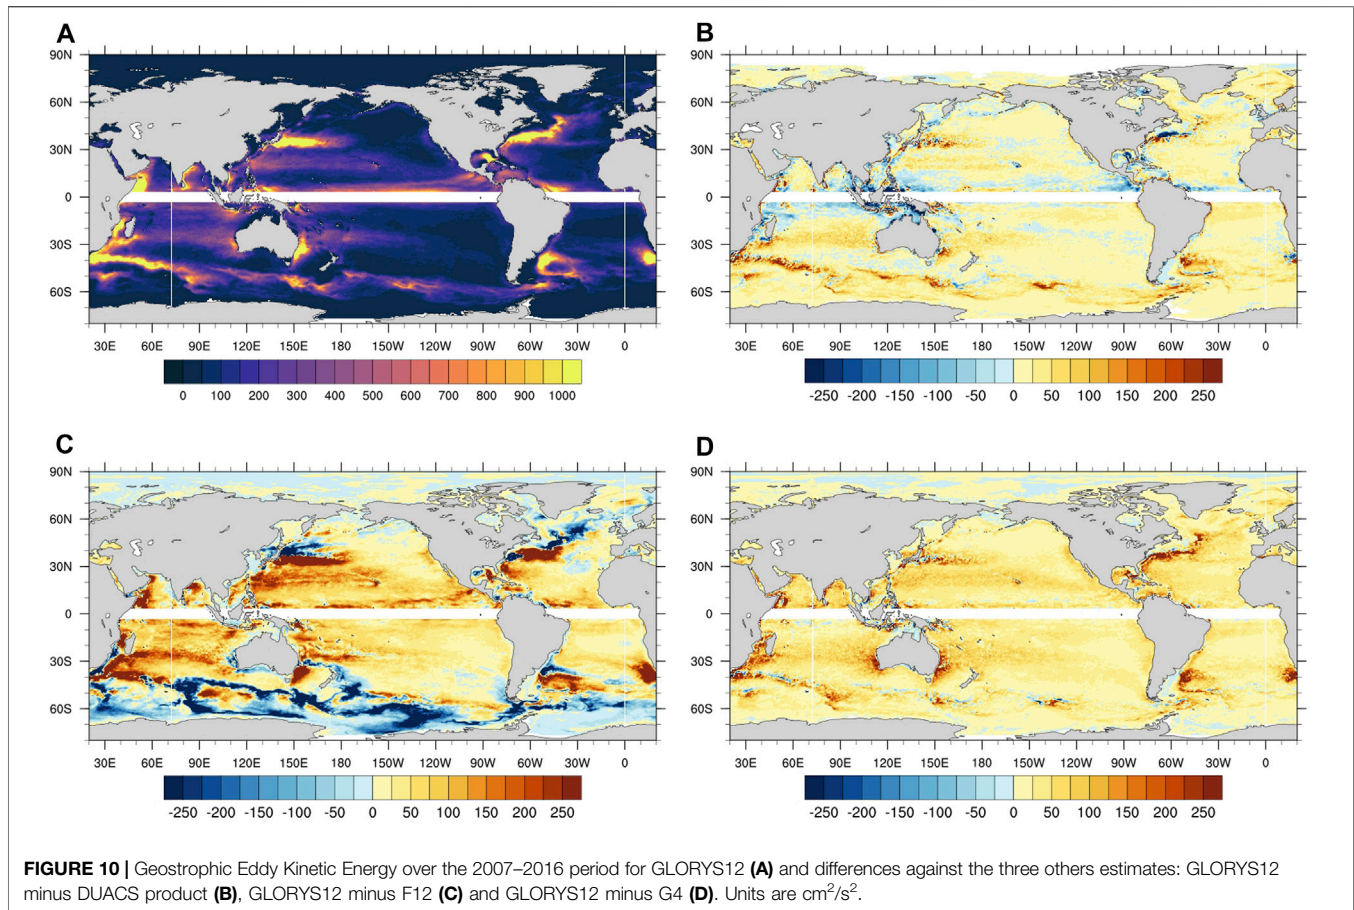 A
B
90N
60N
30N
0
30S
60S
30E 60E 90E 120E 150E 180 150W 120W 90W 60W 30W 0
0 100 200 300 400 500 600 700 800 900 1000
90N
60N
30N
0
30S
60S
30E 60E 90E 120E 150E 180 150W 120W 90W 60W 30W 0
-250 -200 -150 -100 -50 0 50 100 150 200 250
C
D
90N
60N
30N
0
30S
60S
30E 60E 90E 120E 150E 180 150W 120W 90W 60W 30W 0
-250 -200 -150 -100 -50 0 50 100 150 200 250
90N
60N
30N
0
30S
60S
30E 60E 90E 120E 150E 180 150W 120W 90W 60W 30W 0
-250 -200 -150 -100 -50 0 50 100 150 200 250
FIGURE 10 | Geostrophic Eddy Kinetic Energy over the 2007–2016 period for GLORYS12 (A) and differences against the three others estimates: GLORYS12
minus DUACS product (B), GLORYS12 minus F12 (C) and GLORYS12 minus G4 (D). Units are cm²/s².